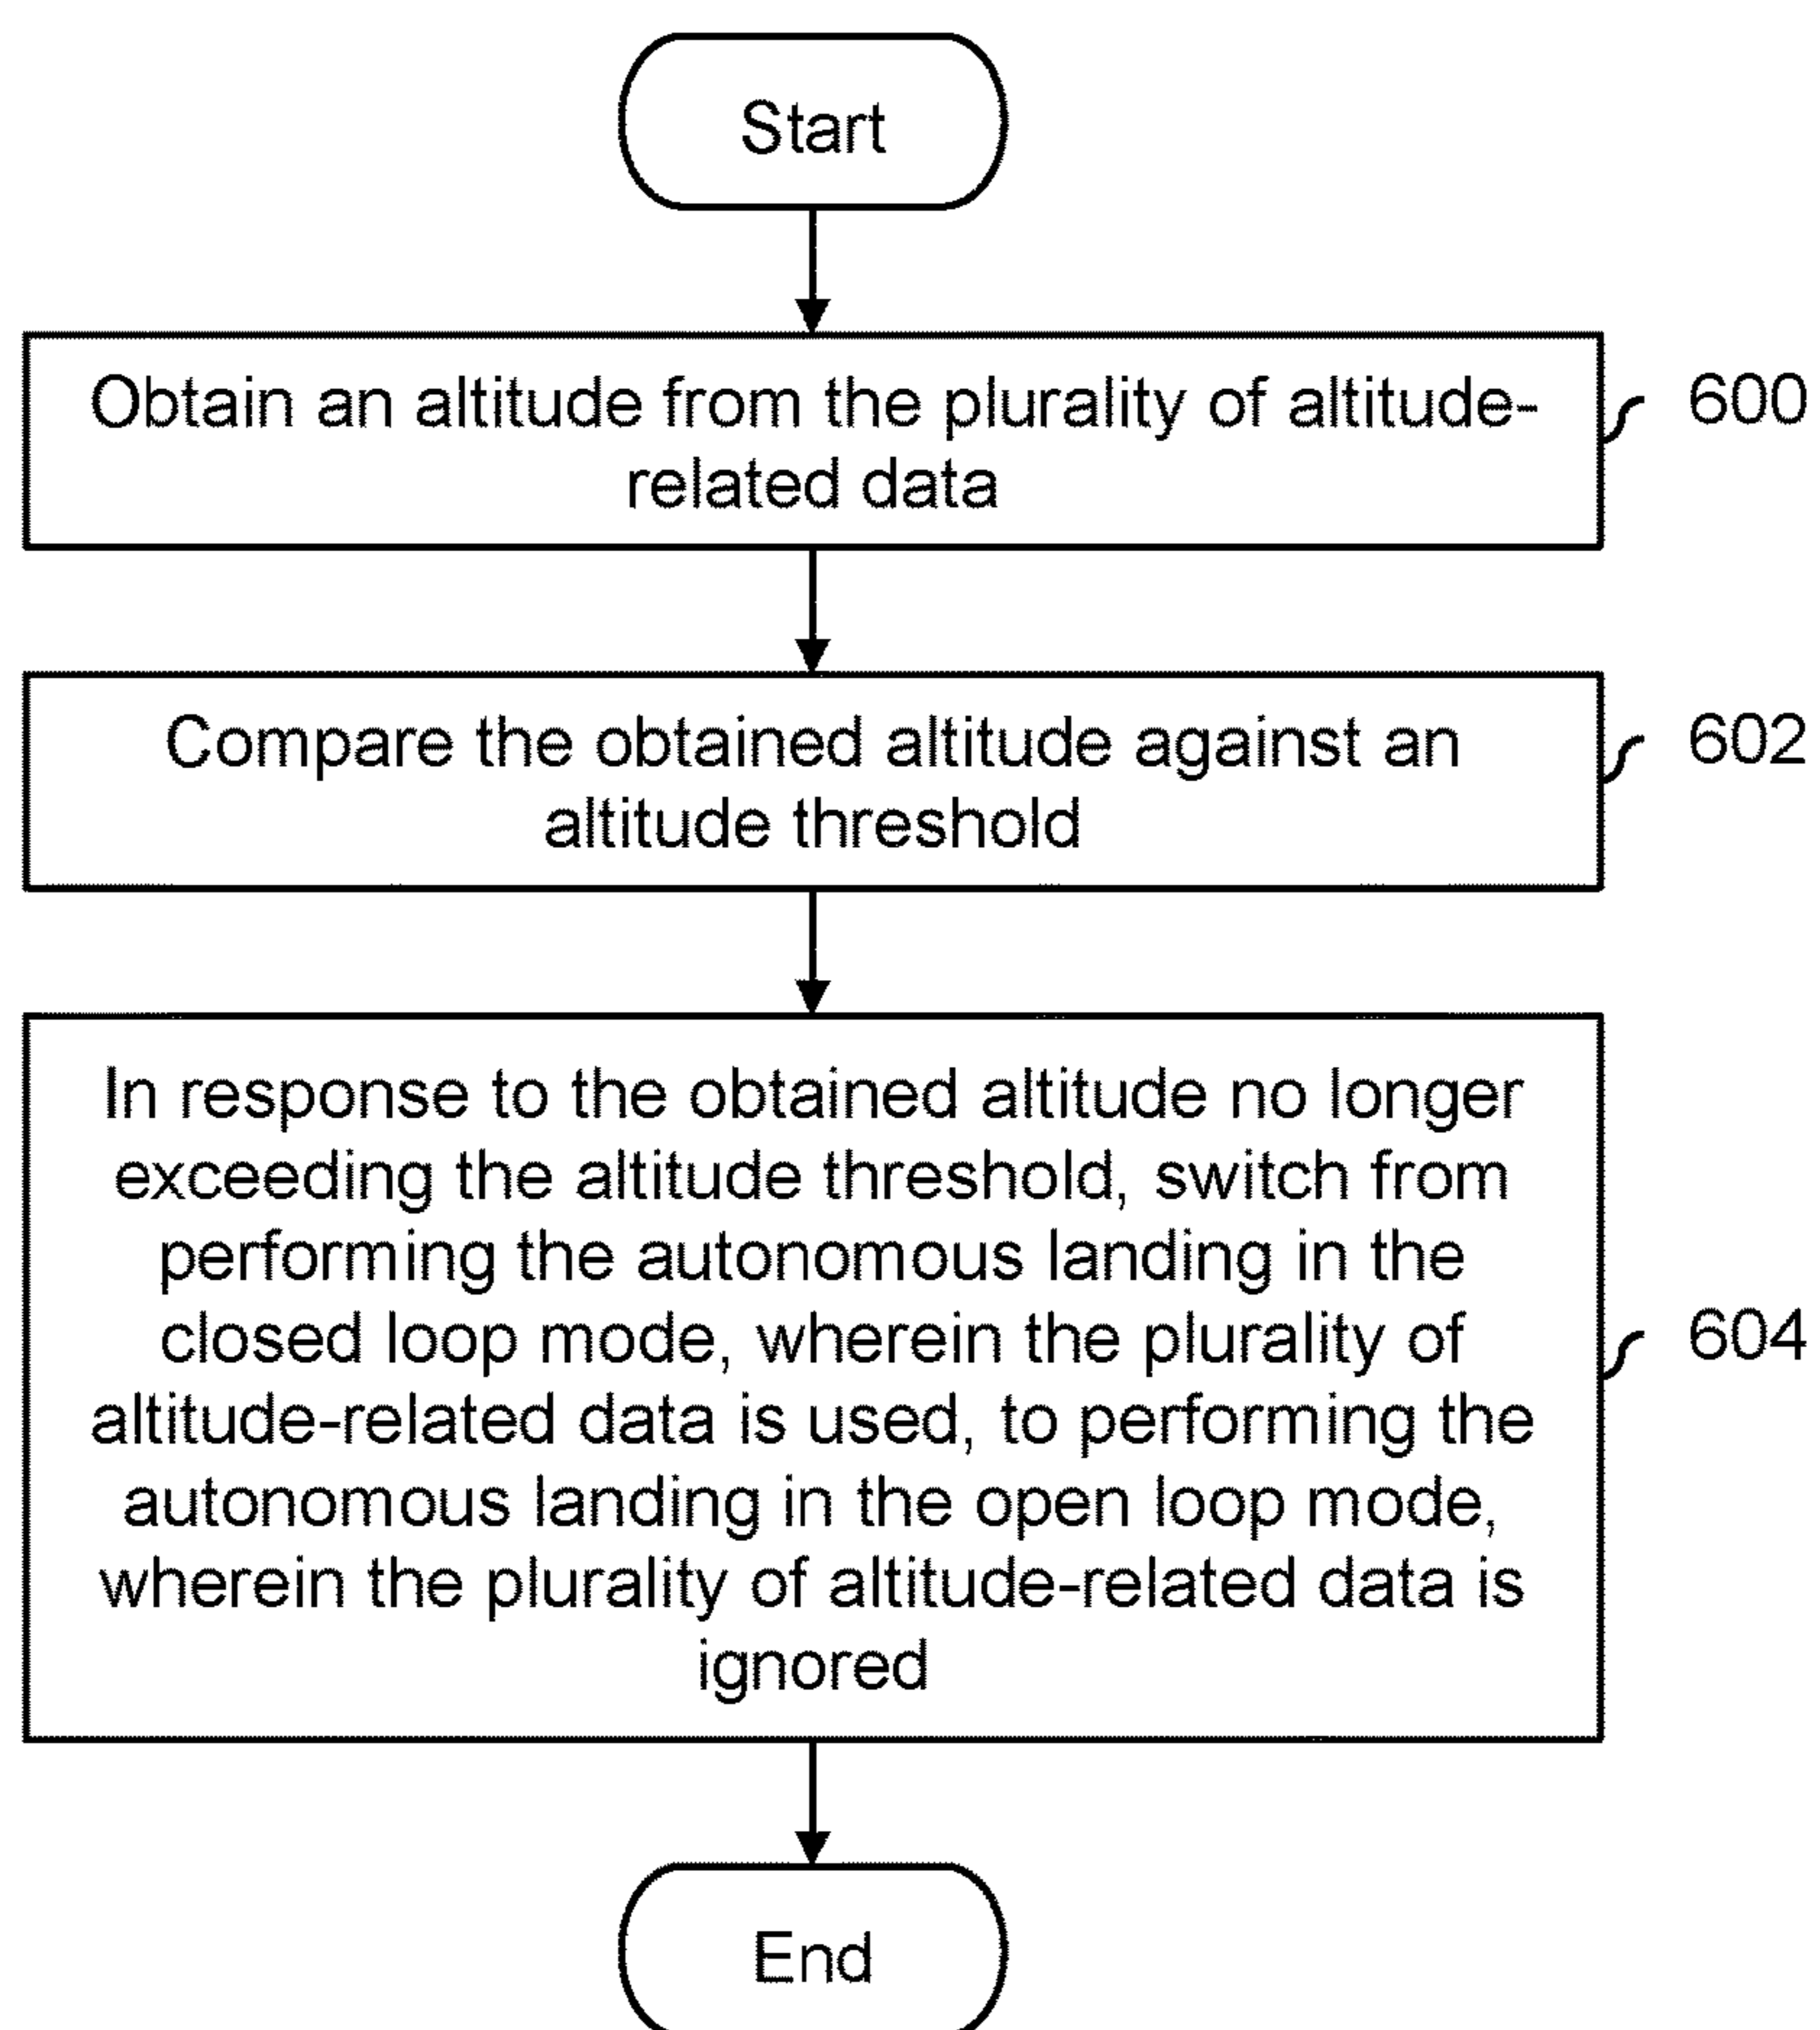 Start
Obtain an altitude from the plurality of altitude-
related data
600
Compare the obtained altitude against an
altitude threshold
602
In response to the obtained altitude no longer
exceeding the altitude threshold, switch from
performing the autonomous landing in the
closed loop mode, wherein the plurality of
altitude-related data is used, to performing the
autonomous landing in the open loop mode,
wherein the plurality of altitude-related data is
ignored
604
End